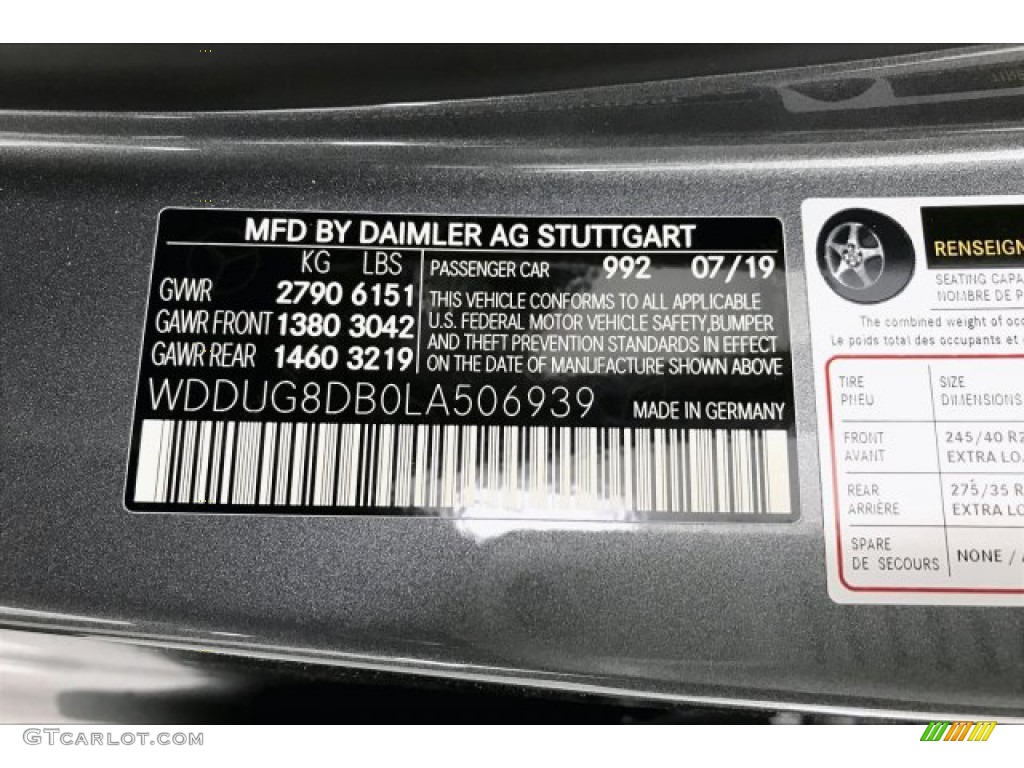 MFD BY DAIMLER AG STUTTGART
KG LBS
GVWR 2790 6151
GAWR FRONT 1380 3042
GAWR REAR 1460 3219
PASSENGER CAR 992 07/19
THIS VEHICLE CONFORMS TO ALL APPLICABLE
U.S. FEDERAL MOTOR VEHICLE SAFETY, BUMPER
AND THEFT PREVENTION STANDARDS IN EFFECT
ON THE DATE OF MANUFACTURE SHOWN ABOVE
WDDUG8DB0LA506939
MADE IN GERMANY
RENSEIGN
SEATING CAPA
NOMBRE DE P
The combined weight of occ
Le poids total des occupants et
TIRE
PNEU
SIZE
DIMENSIONS
FRONT
AVANT
245/40 R2
EXTRA LO
REAR
ARRIÈRE
275/35 R
EXTRA LO
SPARE
DE SECOURS
NONE /
GTCARLOT.COM